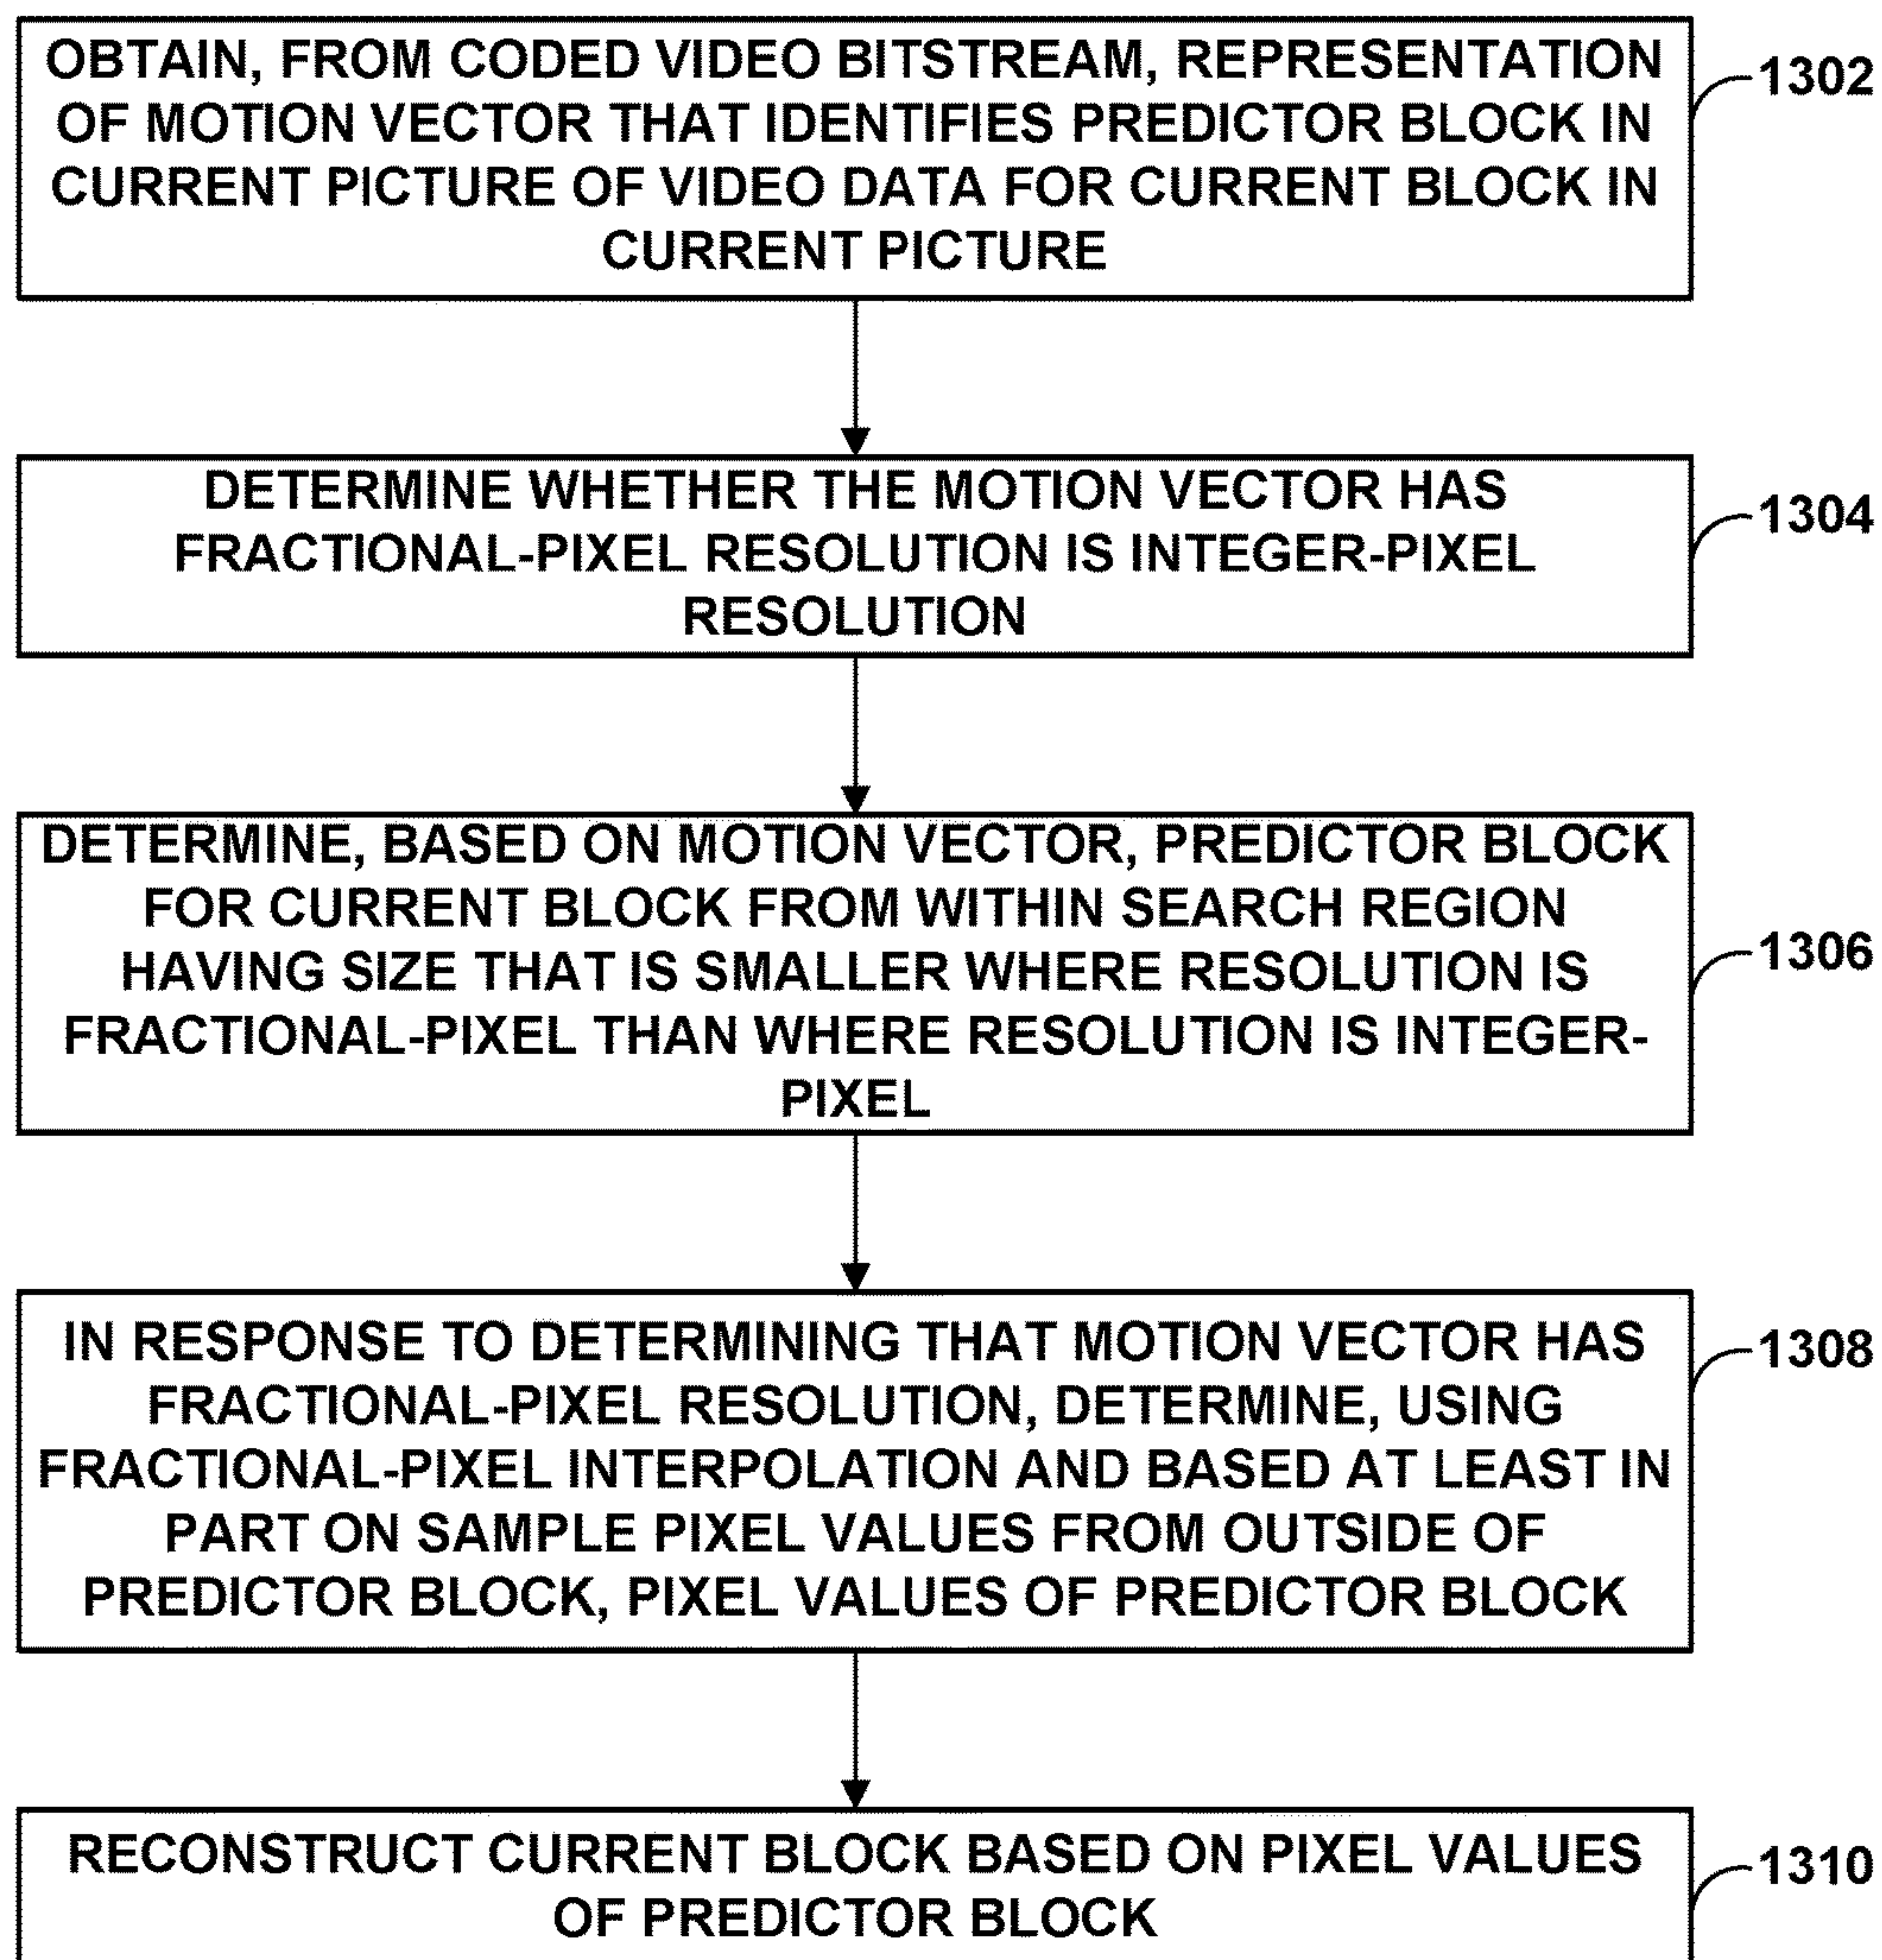 OBTAIN, FROM CODED VIDEO BITSTREAM, REPRESENTATION
OF MOTION VECTOR THAT IDENTIFIES PREDICTOR BLOCK IN
CURRENT PICTURE OF VIDEO DATA FOR CURRENT BLOCK IN
CURRENT PICTURE
1302
DETERMINE WHETHER THE MOTION VECTOR HAS
FRACTIONAL-PIXEL RESOLUTION IS INTEGER-PIXEL
RESOLUTION
1304
DETERMINE, BASED ON MOTION VECTOR, PREDICTOR BLOCK
FOR CURRENT BLOCK FROM WITHIN SEARCH REGION
HAVING SIZE THAT IS SMALLER WHERE RESOLUTION IS
FRACTIONAL-PIXEL THAN WHERE RESOLUTION IS INTEGER-
PIXEL
1306
IN RESPONSE TO DETERMINING THAT MOTION VECTOR HAS
FRACTIONAL-PIXEL RESOLUTION, DETERMINE, USING
FRACTIONAL-PIXEL INTERPOLATION AND BASED AT LEAST IN
PART ON SAMPLE PIXEL VALUES FROM OUTSIDE OF
PREDICTOR BLOCK, PIXEL VALUES OF PREDICTOR BLOCK
1308
RECONSTRUCT CURRENT BLOCK BASED ON PIXEL VALUES
OF PREDICTOR BLOCK
1310